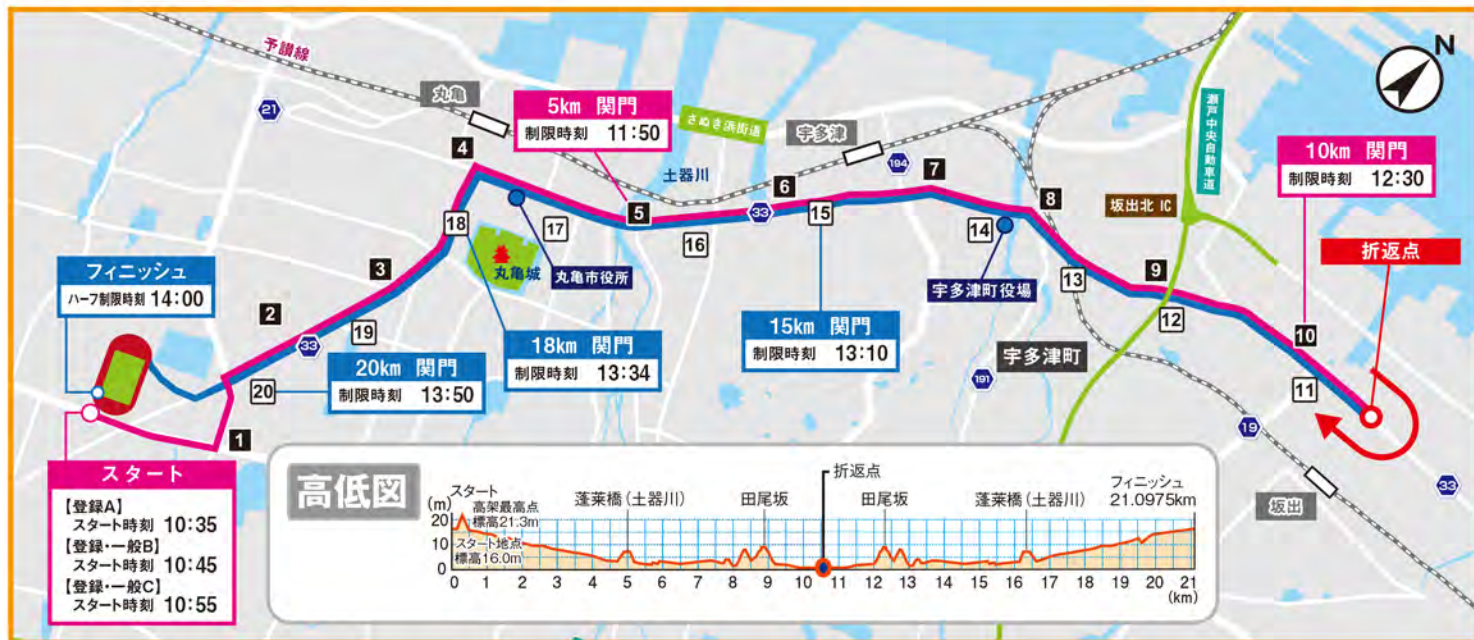 予讃線
21
丸亀
5km 関門
制限時刻 11:50
さぬき浜街道
宇多津
194
瀬戸中央自動車道
N
10km 関門
制限時刻 12:30
坂出北 IC
折返点
4
土器川
6
7
8
5
33
15
18
17
16
14
丸亀城
丸亀市役所
宇多津町役場
13
9
12
3
フィニッシュ
ハーフ制限時刻 14:00
2
33
19
20
20km 関門
制限時刻 13:50
18km 関門
制限時刻 13:34
15km 関門
制限時刻 13:10
宇多津町
191
10
11
19
33
坂出
1
スタート
【登録A】
スタート時刻 10:35
【登録・一般B】
スタート時刻 10:45
【登録・一般C】
スタート時刻 10:55
高低図
折返点
(m)
スタート
高架最高点
標高21.3m
スタート地点
標高16.0m
蓬莱橋(土器川)
田尾坂
田尾坂
蓬莱橋(土器川)
フィニッシュ
21.0975km
20
10
0
0 1 2 3 4 5 6 7 8 9 10 11 12 13 14 15 16 17 18 19 20 21
(km)